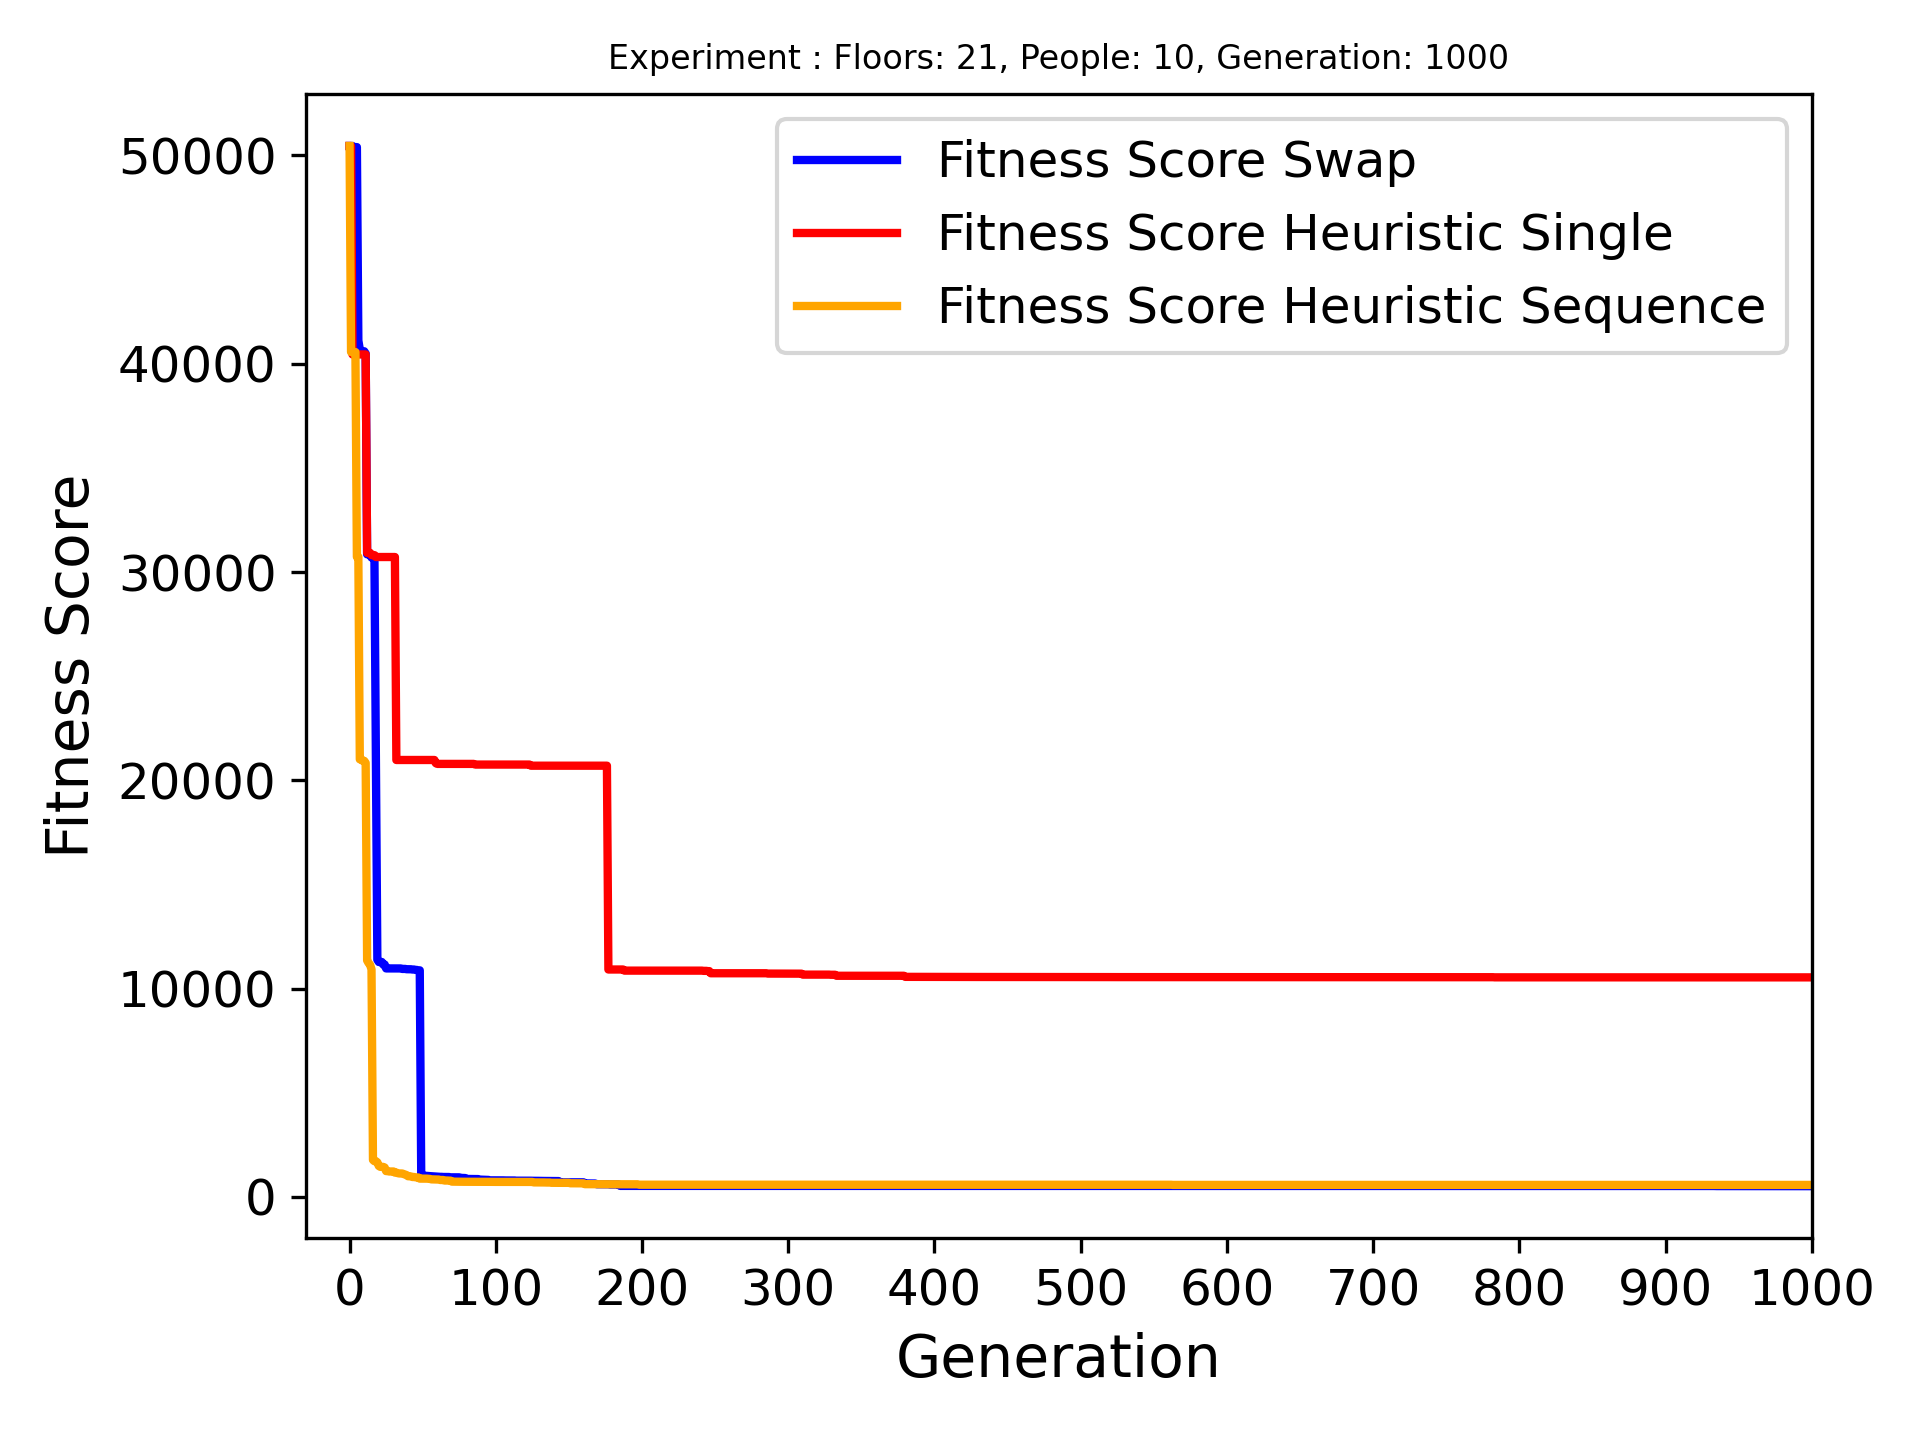 Experiment : Floors: 21, People: 10, Generation: 1000
Fitness Score Swap
Fitness Score Heuristic Single
Fitness Score Heuristic Sequence
50000
40000
30000
20000
10000
0
Fitness Score
0 100 200 300 400 500 600 700 800 900 1000
Generation